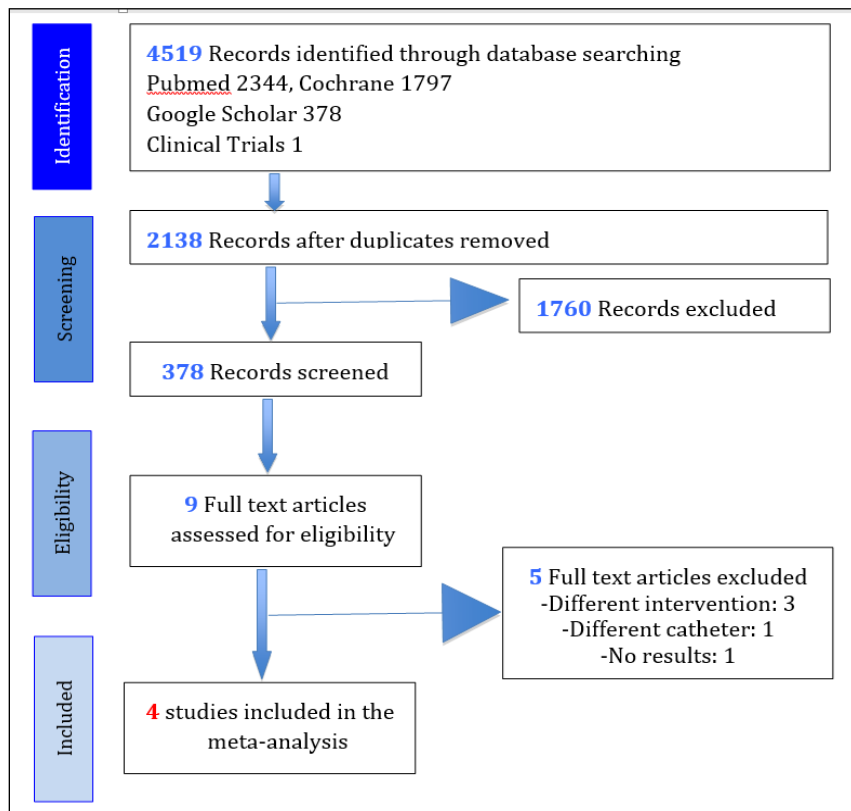 Identification
4519 Records identified through database searching
Pubmed 2344, Cochrane 1797
Google Scholar 378
Clinical Trials 1
Screening
2138 Records after duplicates removed
1760 Records excluded
378 Records screened
Eligibility
9 Full text articles
assessed for eligibility
5 Full text articles excluded
-Different intervention: 3
-Different catheter: 1
-No results: 1
Included
4 studies included in the
meta-analysis